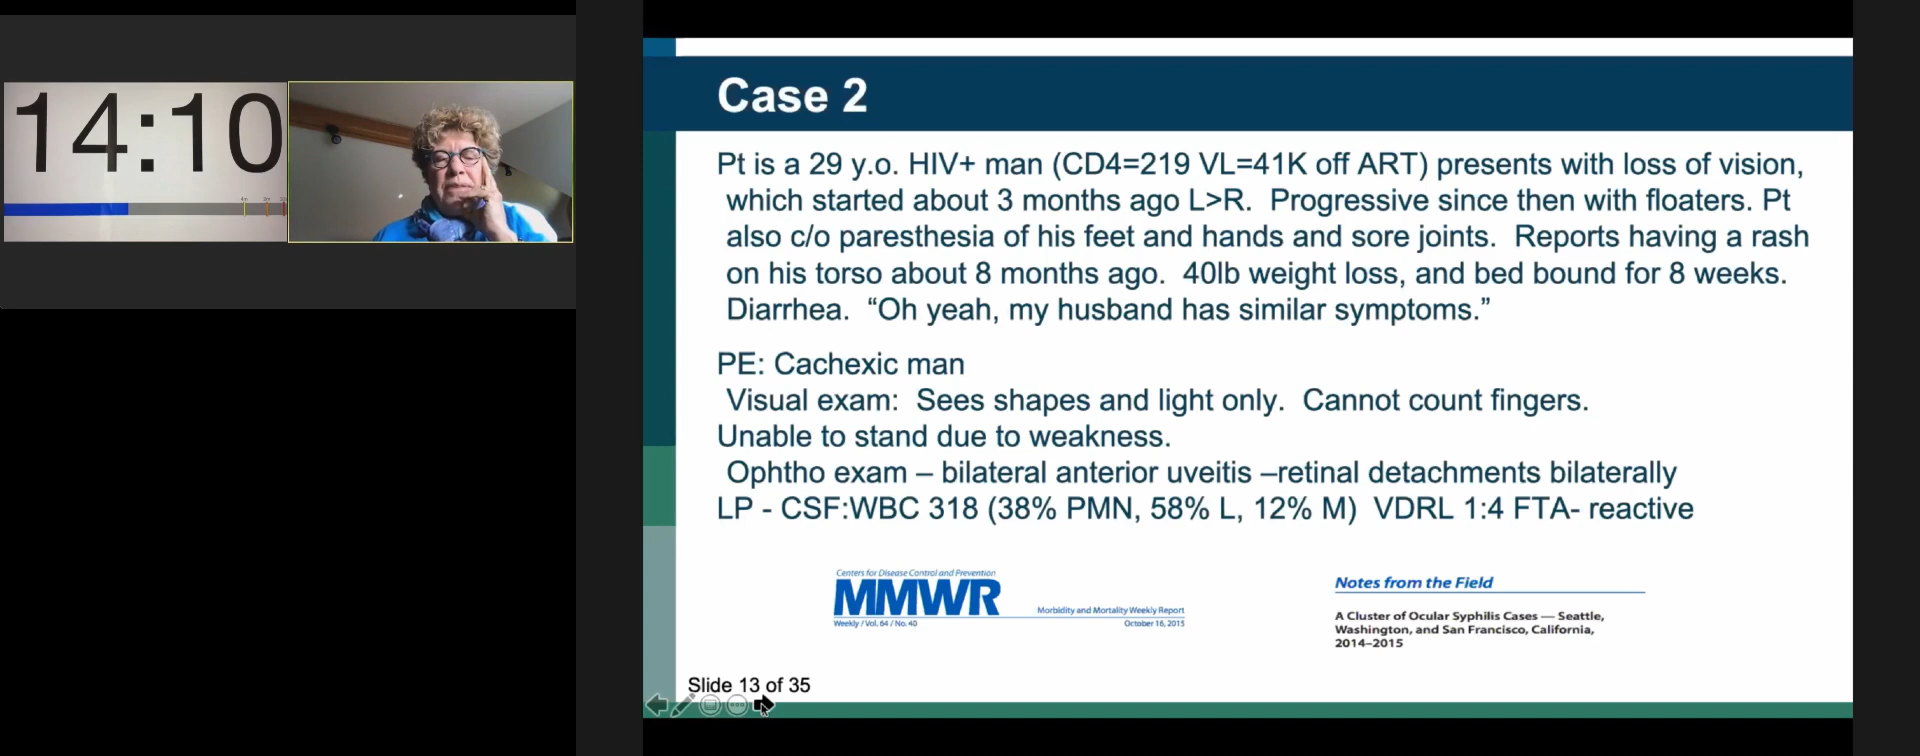 14:10
Case 2
Pt is a 29 y.o. HIV+ man (CD4=219 VL=41K off ART) presents with loss of vision,
which started about 3 months ago L>R.  Progressive since then with floaters. Pt
also c/o paresthesia of his feet and hands and sore joints.  Reports having a rash
on his torso about 8 months ago.  40lb weight loss, and bed bound for 8 weeks.
Diarrhea.  “Oh yeah, my husband has similar symptoms.”
PE: Cachexic man
Visual exam:  Sees shapes and light only.  Cannot count fingers.
Unable to stand due to weakness.
Ophtho exam – bilateral anterior uveitis –retinal detachments bilaterally
LP - CSF:WBC 318 (38% PMN, 58% L, 12% M)  VDRL 1:4 FTA- reactive
Centers for Disease Control and Prevention
MMWR
Morbidity and Mortality Weekly Report
Weekly / Vol. 64 / No. 40
October 16, 2015
Notes from the Field
A Cluster of Ocular Syphilis Cases — Seattle,
Washington, and San Francisco, California,
2014–2015
Slide 13 of 35